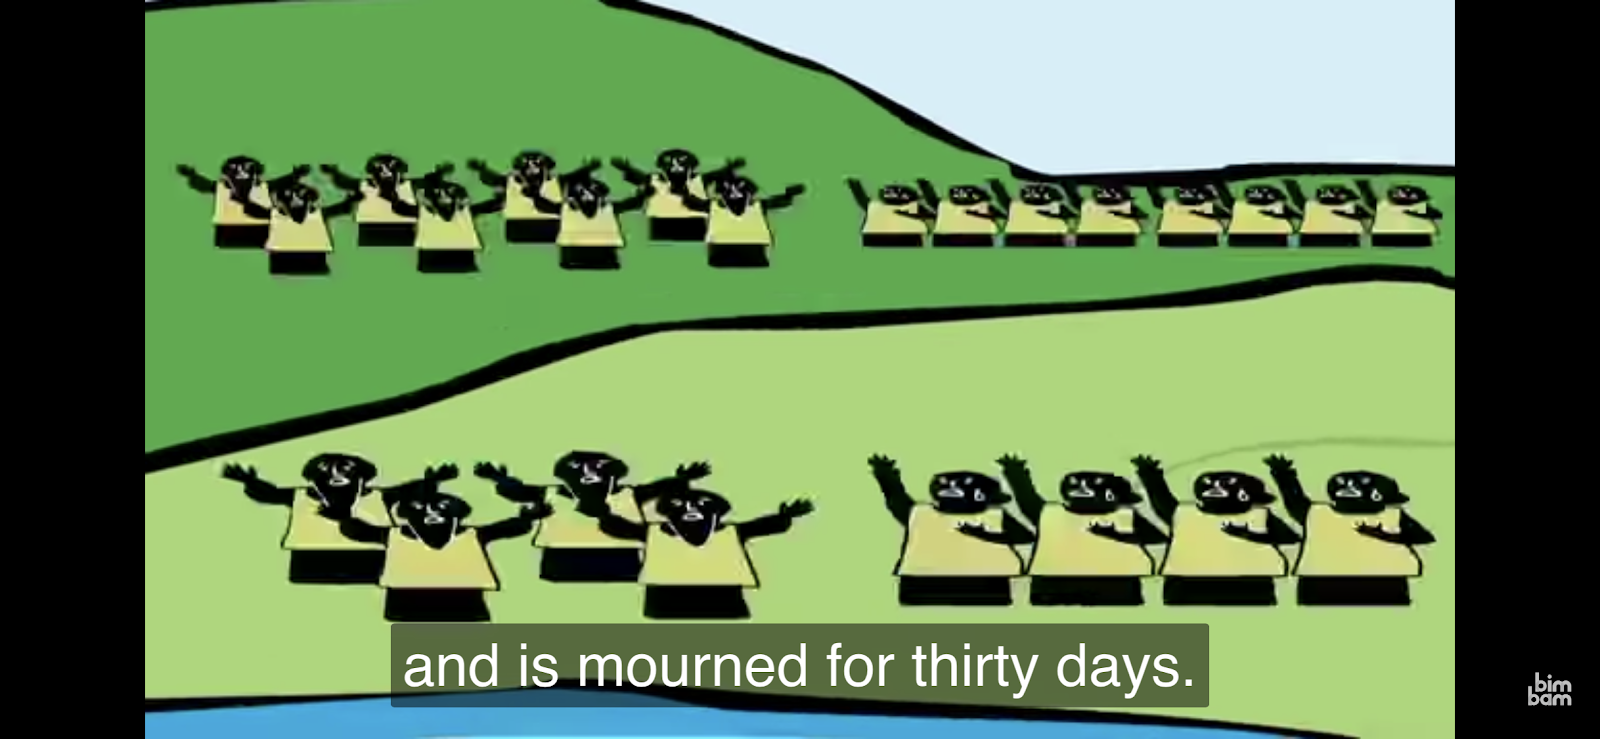 and is mourned for thirty days.
bim
bam